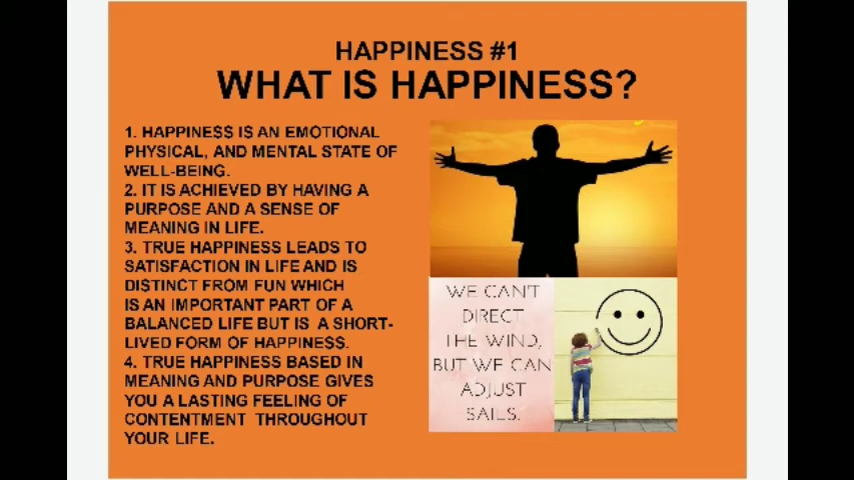 HAPPINESS #1
WHAT IS HAPPINESS?
1. HAPPINESS IS AN EMOTIONAL
PHYSICAL, AND MENTAL STATE OF
WELL-BEING.
2. IT IS ACHIEVED BY HAVING A
PURPOSE AND A SENSE OF
MEANING IN LIFE.
3. TRUE HAPPINESS LEADS TO
SATISFACTION IN LIFE AND IS
DISTINCT FROM FUN WHICH
IS AN IMPORTANT PART OF A
BALANCED LIFE BUT IS A SHORT-
LIVED FORM OF HAPPINESS.
4. TRUE HAPPINESS BASED IN
MEANING AND PURPOSE GIVES
YOU A LASTING FEELING OF
CONTENTMENT THROUGHOUT
YOUR LIFE.
WE CAN'T
DIRECT
THE WIND,
BUT WE CAN
ADJUST
SAILS.